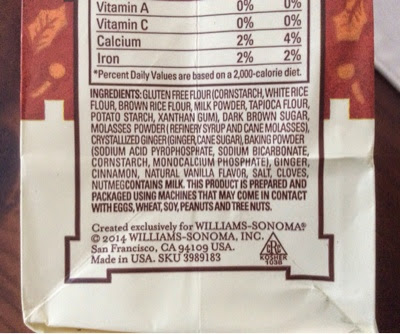 Vitamin A 0% 0%
Vitamin C 0% 0%
Calcium 2% 4%
Iron 2% 2%
*Percent Daily Values are based on a 2,000-calorie diet.
INGREDIENTS: GLUTEN FREE FLOUR (CORNSTARCH, WHITE RICE
FLOUR, BROWN RICE FLOUR, MILK POWDER, TAPIOCA FLOUR,
POTATO STARCH, XANTHAN GUM), DARK BROWN SUGAR,
MOLASSES POWDER (REFINERY SYRUP AND CANE MOLASSES),
CRYSTALLIZED GINGER (GINGER, CANE SUGAR), BAKING POWDER
(SODIUM ACID PYROPHOSPHATE, SODIUM BICARBONATE,
CORNSTARCH, MONOCALCIUM PHOSPHATE), GINGER,
CINNAMON, NATURAL VANILLA FLAVOR, SALT, CLOVES,
NUTMEG CONTAINS MILK. THIS PRODUCT IS PREPARED AND
PACKAGED USING MACHINES THAT MAY COME IN CONTACT
WITH EGGS, WHEAT, SOY, PEANUTS AND TREE NUTS.
Created exclusively for WILLIAMS-SONOMA®
© 2014 WILLIAMS-SONOMA, INC.
San Francisco, CA 94109 USA.
Made in USA. SKU 3989183
KOSHER
1036